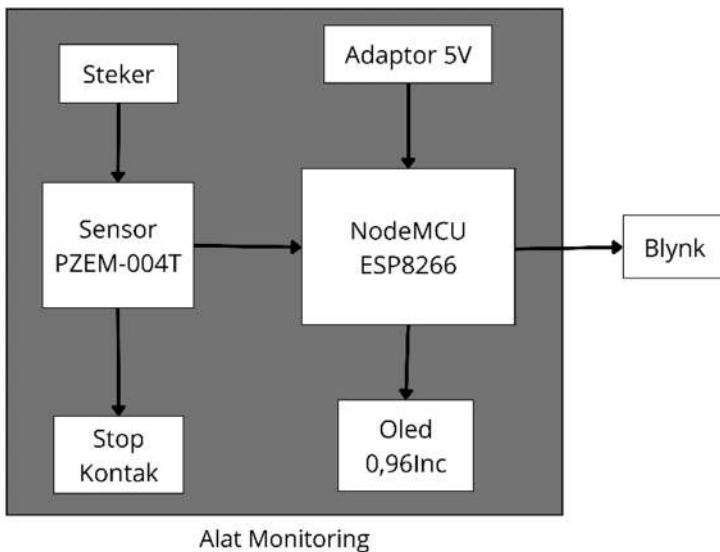 Steker
Adaptor 5V
Sensor
PZEM-004T
NodeMCU
ESP8266
Blynk
Stop
Kontak
Oled
0,96Inc
Alat Monitoring